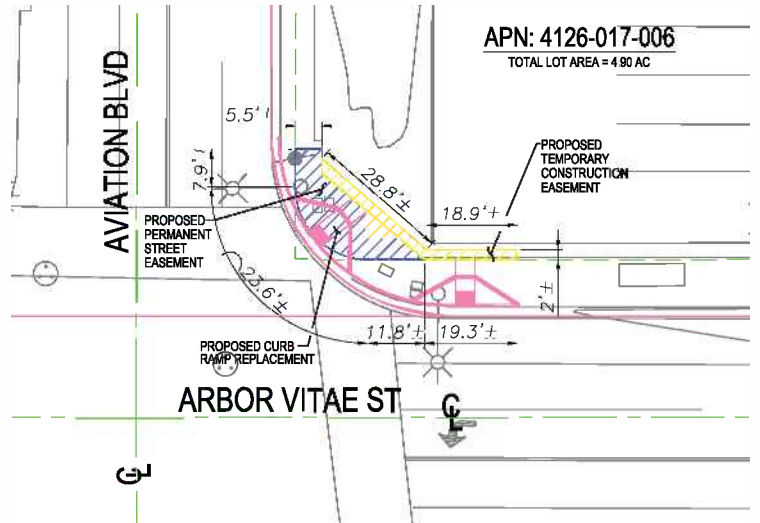 APN: 4126-017-006
TOTAL LOT AREA = 4.90 AC
AVIATION BLVD
5.5'
7.9'
28.8'±
PROPOSED
TEMPORARY
CONSTRUCTION
EASEMENT
18.9'±
PROPOSED
PERMANENT
STREET
EASEMENT
23.6'±
2'±
11.8'±
19.3'±
PROPOSED CURB
RAMP REPLACEMENT
ARBOR VITAE ST
CL
CL